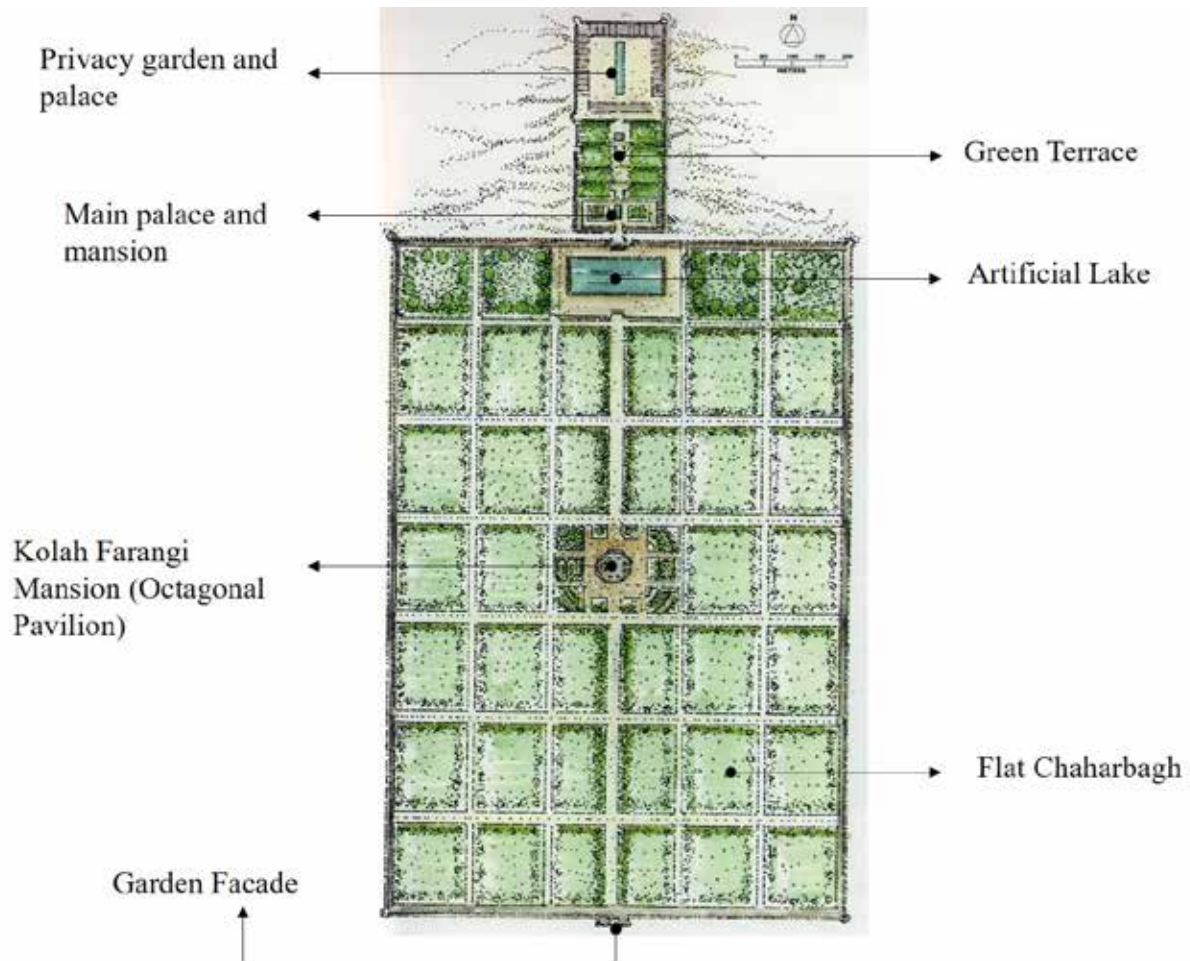 N
METERS
Privacy garden and
palace
Green Terrace
Main palace and
mansion
Artificial Lake
Kolah Farangi
Mansion (Octagonal
Pavilion)
Flat Chaharbagh
Garden Facade